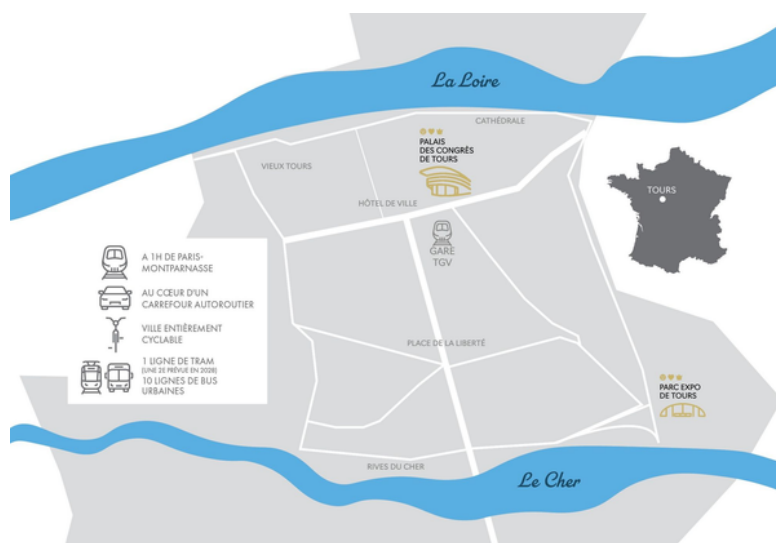 La Loire
CATHÉDRALE
PALAIS
DES CONGRÈS
DE TOURS
VIEUX TOURS
HÔTEL DE VILLE
TOURS
GARE
TGV
A 1H DE PARIS-
MONTPARNASSE
AU CŒUR D'UN
CARREFOUR AUTOROUTIER
VILLE ENTIÈREMENT
CYCLABLE
1 LIGNE DE TRAM
(UNE 2E PRÉVUE EN 2028)
10 LIGNES DE BUS
URBAINES
PLACE DE LA LIBERTÉ
PARC EXPO
DE TOURS
RIVES DU CHER
Le Cher